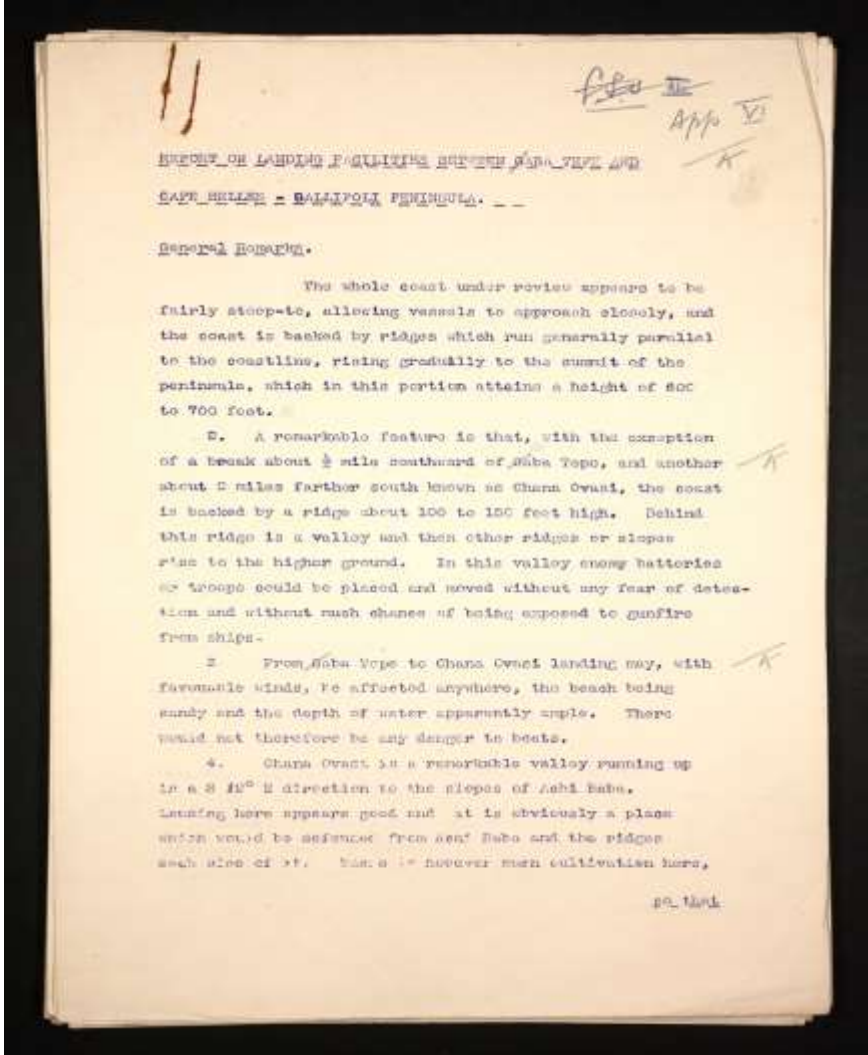 App VI
K
REPORT ON LANDING FACILITIES BETWEEN GABA TEPE AND
CAPE HELLES - GALLIPOLI PENINSULA.
General Remarks.
The whole coast under review appears to be
fairly steep-to, allowing vessels to approach closely, and
the coast is backed by ridges which run generally parallel
to the coastline, rising gradually to the summit of the
peninsula, which in this portion attains a height of 600
to 700 feet.
2. A remarkable feature is that, with the exception
of a break about ½ mile southward of Gaba Tepe, and another K
about 2 miles farther south known as Chana Ovasi, the coast
is backed by a ridge about 100 to 150 feet high. Behind
this ridge is a valley and then other ridges or slopes
rise to the higher ground. In this valley enemy batteries
or troops could be placed and moved without any fear of detec-
tion and without much chance of being exposed to gunfire
from ships.
From Gaba Tepe to Chana Ovasi landing may, with K
favourable winds, be affected anywhere, the beach being
sandy and the depth of water apparently ample. There
would not therefore be any danger to boats.
4. Chana Ovasi is a remarkable valley running up
in a S E direction to the slopes of Achi Baba.
Landing here appears good and it is obviously a place
which would be defended from Achi Baba and the ridges
each side of it. There is however much cultivation here,
so that